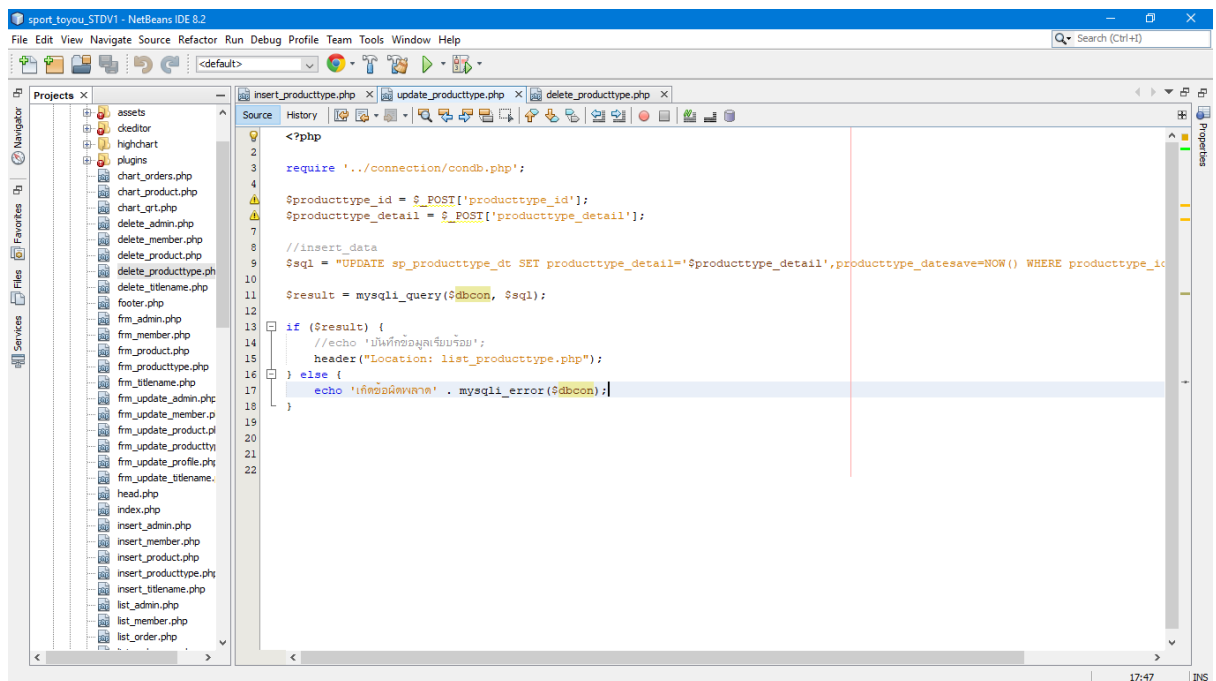 sport_toyou_STDV1 - NetBeans IDE 8.2
File Edit View Navigate Source Refactor Run Debug Profile Team Tools Window Help
Search (Ctrl+I)
<default>
Projects
insert_producttype.php
update_producttype.php
delete_producttype.php
Source History
Navigator
Favorites
Files
Services
Properties
assets
ckeditor
highchart
plugins
chart_orders.php
chart_product.php
chart_qrt.php
delete_admin.php
delete_member.php
delete_product.php
delete_producttype.ph
delete_titlename.php
footer.php
frm_admin.php
frm_member.php
frm_product.php
frm_producttype.php
frm_titlename.php
frm_update_admin.php
frm_update_member.p
frm_update_product.pl
frm_update_producttyp
frm_update_profile.php
frm_update_titlename.
head.php
index.php
insert_admin.php
insert_member.php
insert_product.php
insert_producttype.php
insert_titlename.php
list_admin.php
list_member.php
list_order.php
<?php
2
3 require '../connection/condb.php';
4
$producttype_id = $_POST['producttype_id'];
$producttype_detail = $_POST['producttype_detail'];
7
8 //insert_data
9 $sql = "UPDATE sp_producttype_dt SET producttype_detail='$producttype_detail',producttype_datesave=NOW() WHERE producttype_id
10
11 $result = mysqli_query($dbcon, $sql);
12
13 if ($result) {
14 //echo 'บันทึกข้อมูลเรียบร้อย';
15 header("Location: list_producttype.php");
16 } else {
17 echo 'เกิดข้อผิดพลาด' . mysqli_error($dbcon);
18 }
19
20
21
22
17:47 INS